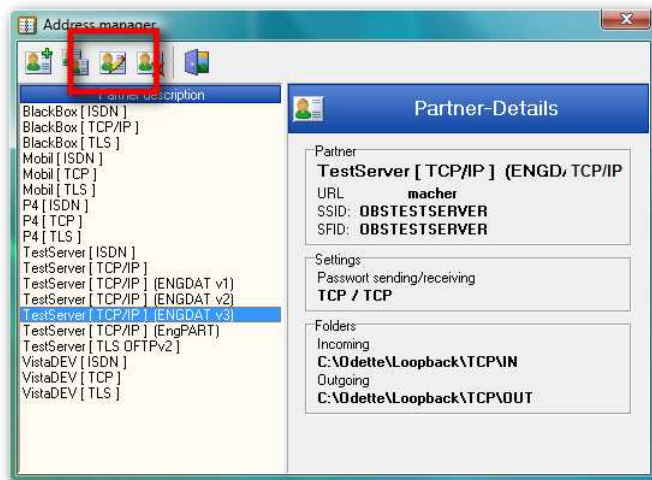 Address manager
Partner description
BlackBox [ ISDN ]
BlackBox [ TCP/IP ]
BlackBox [ TLS ]
Mobil [ ISDN ]
Mobil [ TCP ]
Mobil [ TLS ]
P4 [ ISDN ]
P4 [ TCP ]
P4 [ TLS ]
TestServer [ ISDN ]
TestServer [ TCP/IP ]
TestServer [ TCP/IP ] (ENGDAT v1)
TestServer [ TCP/IP ] (ENGDAT v2)
TestServer [ TCP/IP ] (ENGDAT v3)
TestServer [ TCP/IP ] (EngPART)
TestServer [ TLS OFTPv2 ]
VistaDEV [ ISDN ]
VistaDEV [ TCP ]
VistaDEV [ TLS ]
Partner-Details
Partner
TestServer [ TCP/IP ] (ENGD TCP/IP
URL macher
SSID: OBSTESTSERVER
SFID: OBSTESTSERVER
Settings
Passwort sending/receiving
TCP / TCP
Folders
Incoming
C:\Odette\Loopback\TCP\IN
Outgoing
C:\Odette\Loopback\TCP\OUT